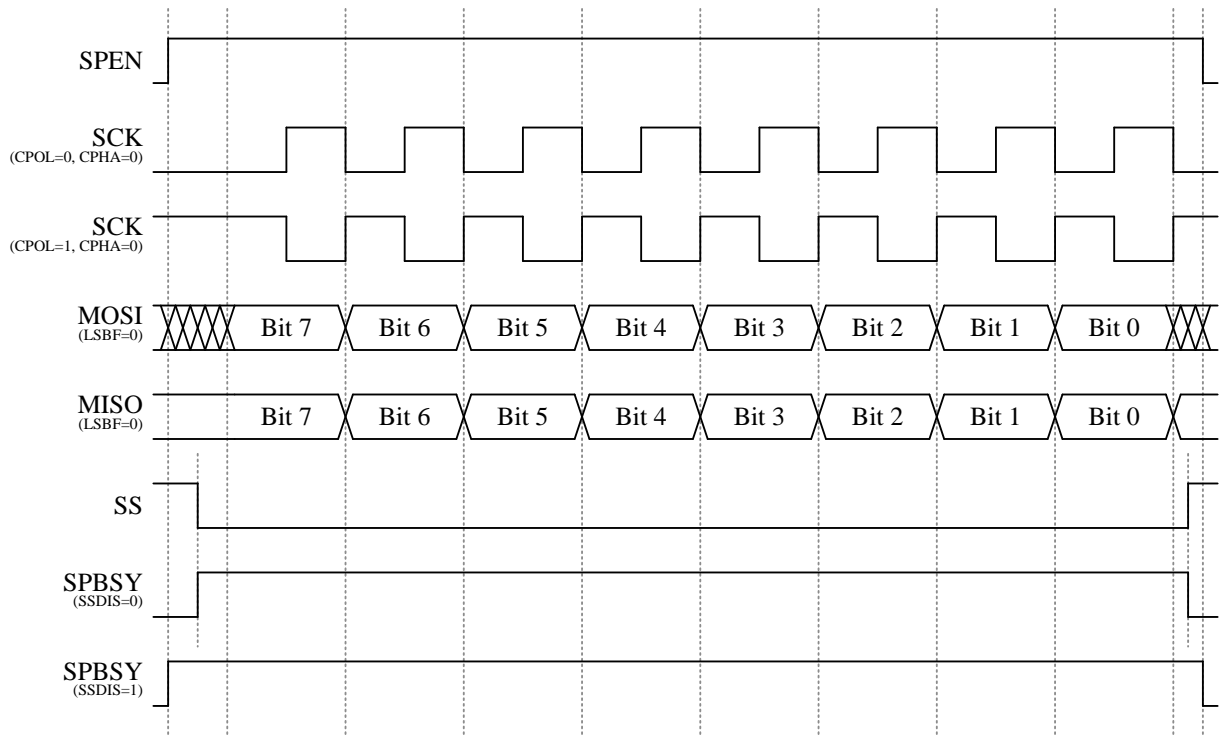 SPEN
SCK
(CPOL=0, CPHA=0)
SCK
(CPOL=1, CPHA=0)
MOSI
(LSBF=0)
Bit 7 Bit 6 Bit 5 Bit 4 Bit 3 Bit 2 Bit 1 Bit 0
MISO
(LSBF=0)
Bit 7 Bit 6 Bit 5 Bit 4 Bit 3 Bit 2 Bit 1 Bit 0
SS
SPBSY
(SSDIS=0)
SPBSY
(SSDIS=1)